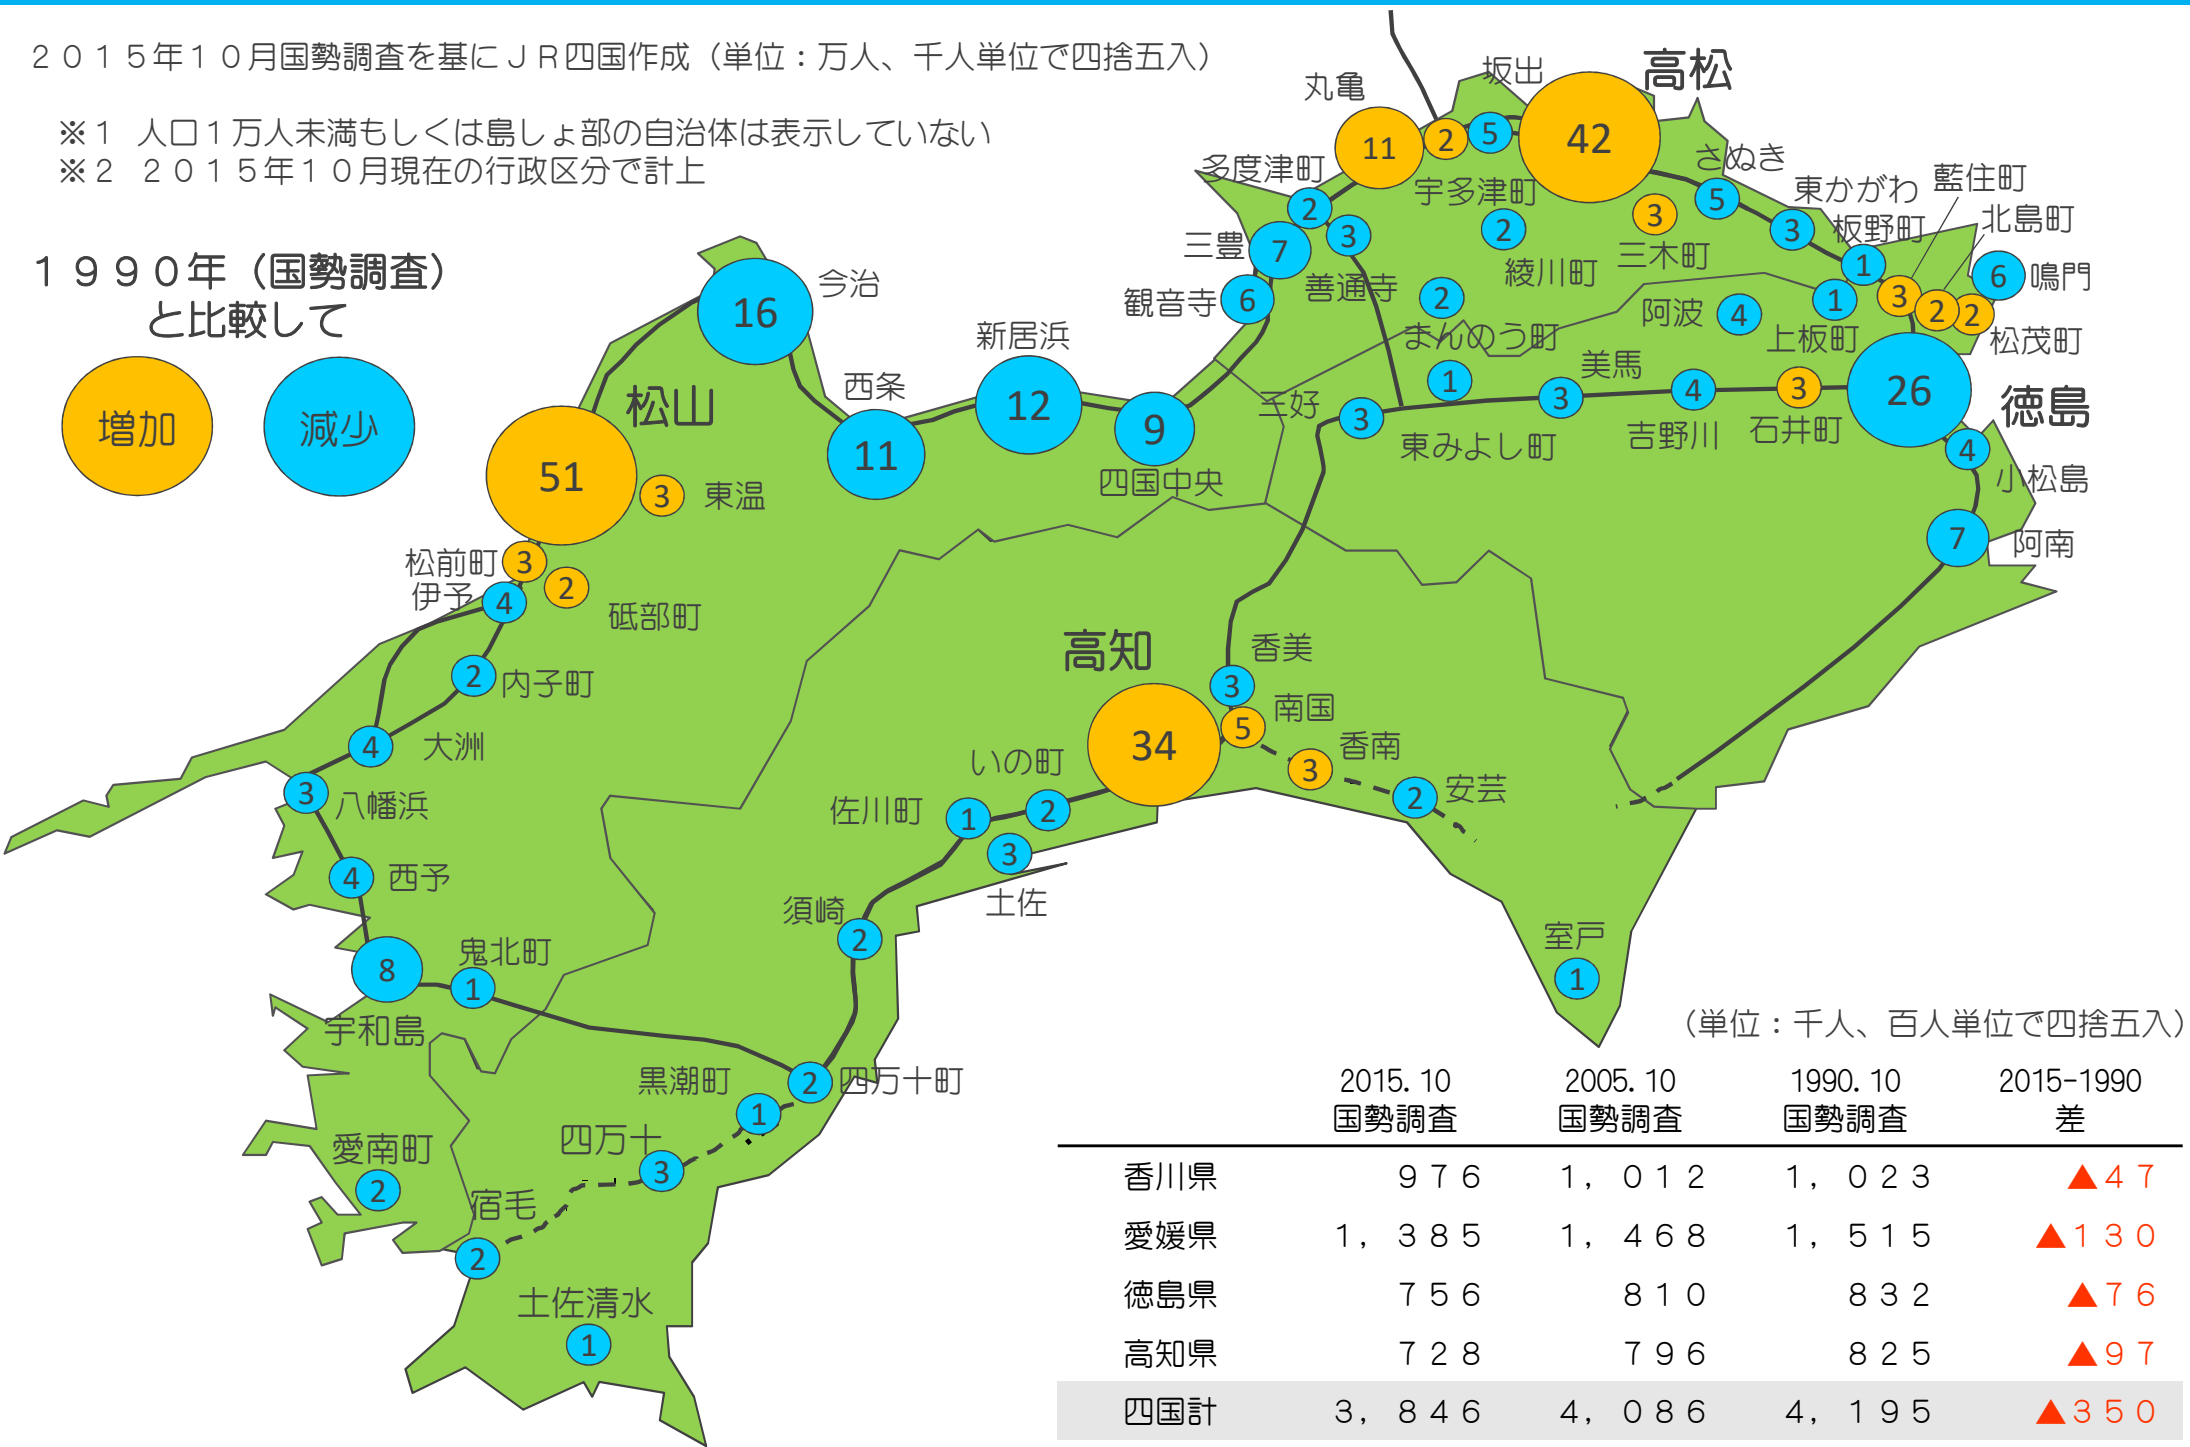 ２０１５年１０月国勢調査を基にＪＲ四国作成（単位：万人、千人単位で四捨五入）
※１ 人口１万人未満もしくは島しょ部の自治体は表示していない
※２ ２０１５年１０月現在の行政区分で計上
１９９０年（国勢調査）
と比較して
増加
減少
高松
42
坂出
5
丸亀
11
宇多津町
2
多度津町
2
善通寺
3
三豊
7
観音寺
6
綾川町
2
三木町
3
まんのう町
2
さぬき
5
東かがわ
3
板野町
1
藍住町
3
北島町
2
松茂町
2
鳴門
6
上板町
1
阿波
4
徳島
26
石井町
3
吉野川
4
美馬
3
東みよし町
1
三好
3
小松島
4
阿南
7
今治
16
西条
11
新居浜
12
四国中央
9
松山
51
東温
3
松前町
3
砥部町
2
伊予
4
内子町
2
大洲
4
八幡浜
3
西予
4
宇和島
8
鬼北町
1
愛南町
2
高知
34
香美
3
南国
5
香南
3
安芸
2
室戸
1
いの町
2
佐川町
1
土佐
3
須崎
2
四万十町
2
黒潮町
1
四万十
3
宿毛
2
土佐清水
1
（単位：千人、百人単位で四捨五入）
2015.10 2005.10 1990.10 2015-1990
国勢調査 国勢調査 国勢調査 差
香川県 ９７６ １，０１２ １，０２３ ▲４７
愛媛県 １，３８５ １，４６８ １，５１５ ▲１３０
徳島県 ７５６ ８１０ ８３２ ▲７６
高知県 ７２８ ７９６ ８２５ ▲９７
四国計 ３，８４６ ４，０８６ ４，１９５ ▲３５０